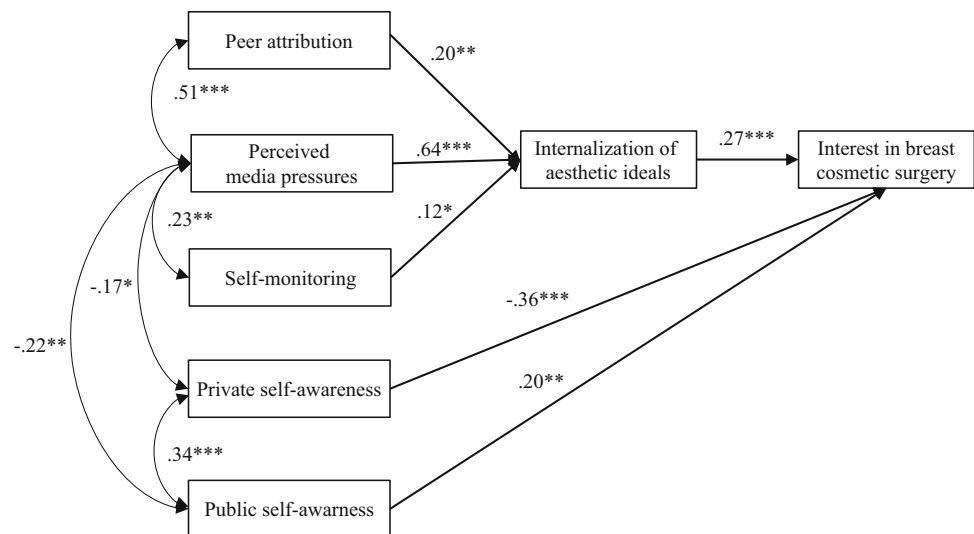 Peer attribution
.20**
.51***
Perceived
media pressures
.64***
Internalization of
aesthetic ideals
.27***
Interest in breast
cosmetic surgery
.23**
.12*
Self-monitoring
-.17*
-.36***
-.22**
Private self-awareness
.20**
.34***
Public self-awarness